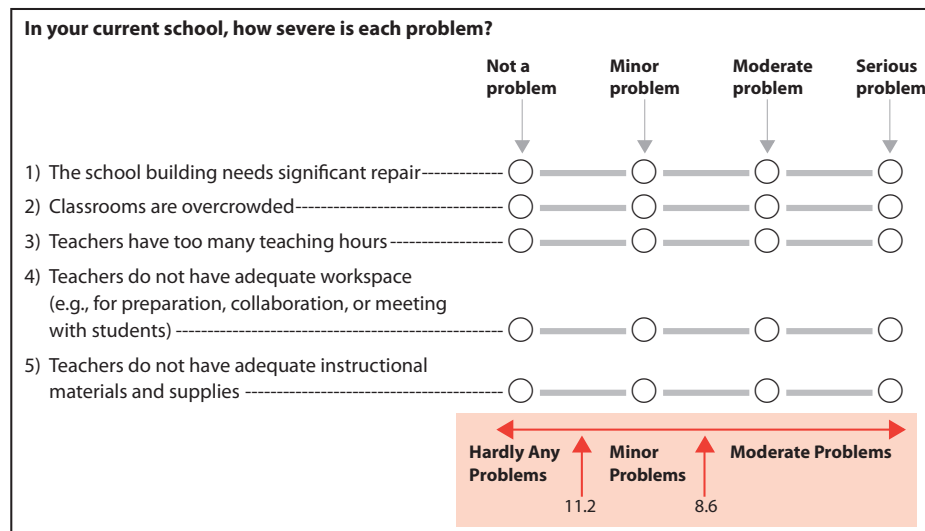 In your current school, how severe is each problem?
Not a problem
Minor problem
Moderate problem
Serious problem
1) The school building needs significant repair
2) Classrooms are overcrowded
3) Teachers have too many teaching hours
4) Teachers do not have adequate workspace
(e.g., for preparation, collaboration, or meeting
with students)
5) Teachers do not have adequate instructional
materials and supplies
Hardly Any Problems
Minor Problems
Moderate Problems
11.2
8.6